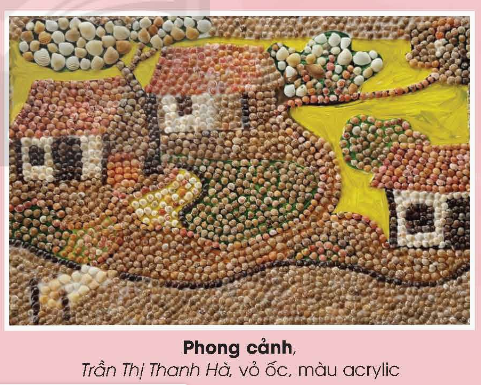 Phong cảnh,
Trần Thị Thanh Hà, vỏ ốc, màu acrylic